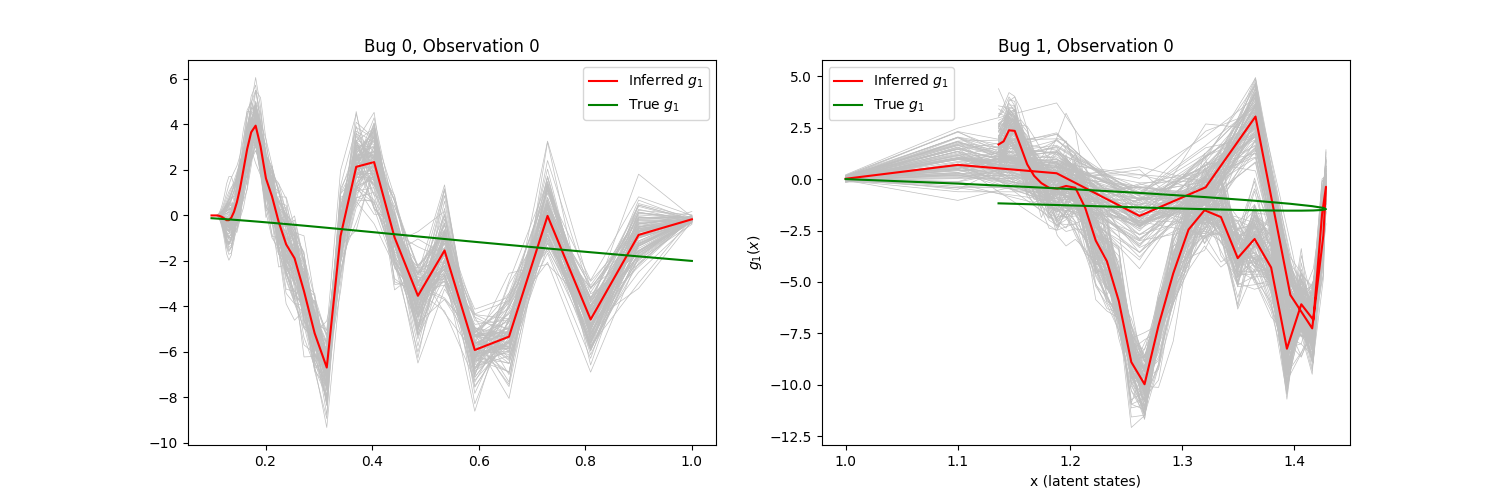 Bug 0, Observation 0
Inferred g₁
True g₁
6
4
2
0
−2
−4
−6
−8
−10
0.2 0.4 0.6 0.8 1.0
Bug 1, Observation 0
Inferred g₁
True g₁
5.0
2.5
0.0
−2.5
−5.0
−7.5
−10.0
−12.5
g₁(x)
1.0 1.1 1.2 1.3 1.4
x (latent states)